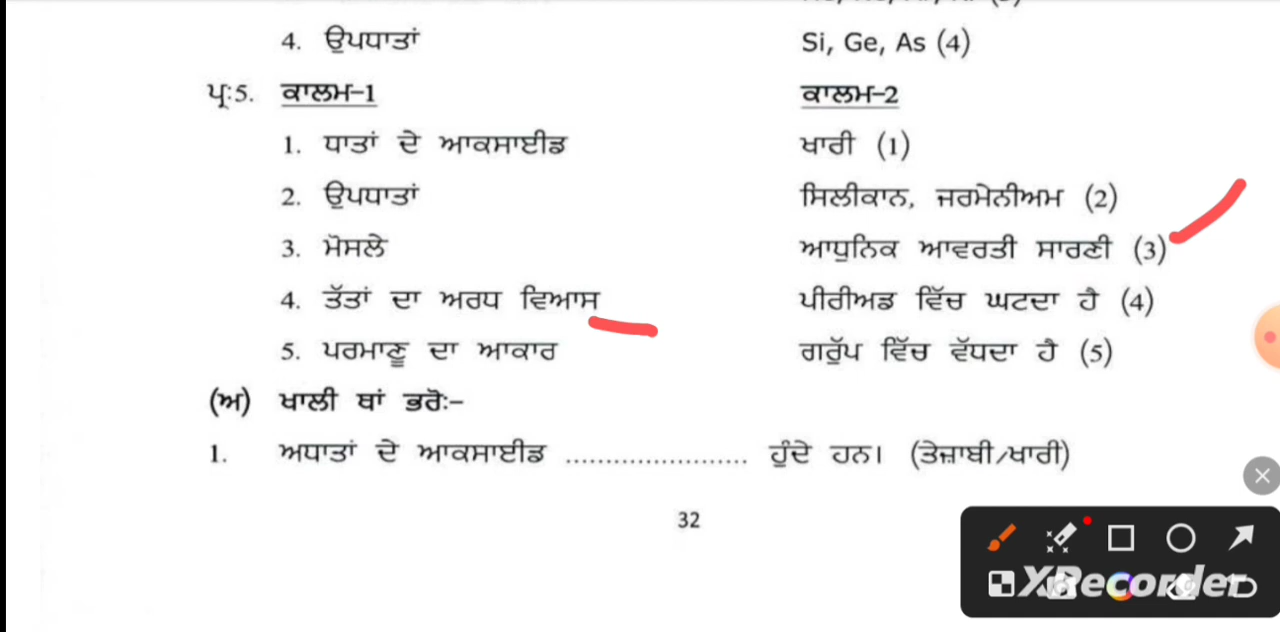 4. ਉਪਧਾਤਾਂ Si, Ge, As (4)
ਪ੍ਰ:5. ਕਾਲਮ-1 ਕਾਲਮ-2
1. ਧਾਤਾਂ ਦੇ ਆਕਸਾਈਡ ਖਾਰੀ (1)
2. ਉਪਧਾਤਾਂ ਸਿਲੀਕਾਨ, ਜਰਮੇਨੀਅਮ (2)
3. ਮੋਸਲੇ ਆਧੁਨਿਕ ਆਵਰਤੀ ਸਾਰਣੀ (3)
4. ਤੱਤਾਂ ਦਾ ਅਰਧ ਵਿਆਸ ਪੀਰੀਅਡ ਵਿੱਚ ਘਟਦਾ ਹੈ (4)
5. ਪਰਮਾਣੂ ਦਾ ਆਕਾਰ ਗਰੁੱਪ ਵਿੱਚ ਵੱਧਦਾ ਹੈ (5)
(ਅ) ਖਾਲੀ ਥਾਂ ਭਰੋ:-
1. ਅਧਾਤਾਂ ਦੇ ਆਕਸਾਈਡ ....................... ਹੁੰਦੇ ਹਨ। (ਤੇਜ਼ਾਬੀ/ਖਾਰੀ)
32
XRecorder